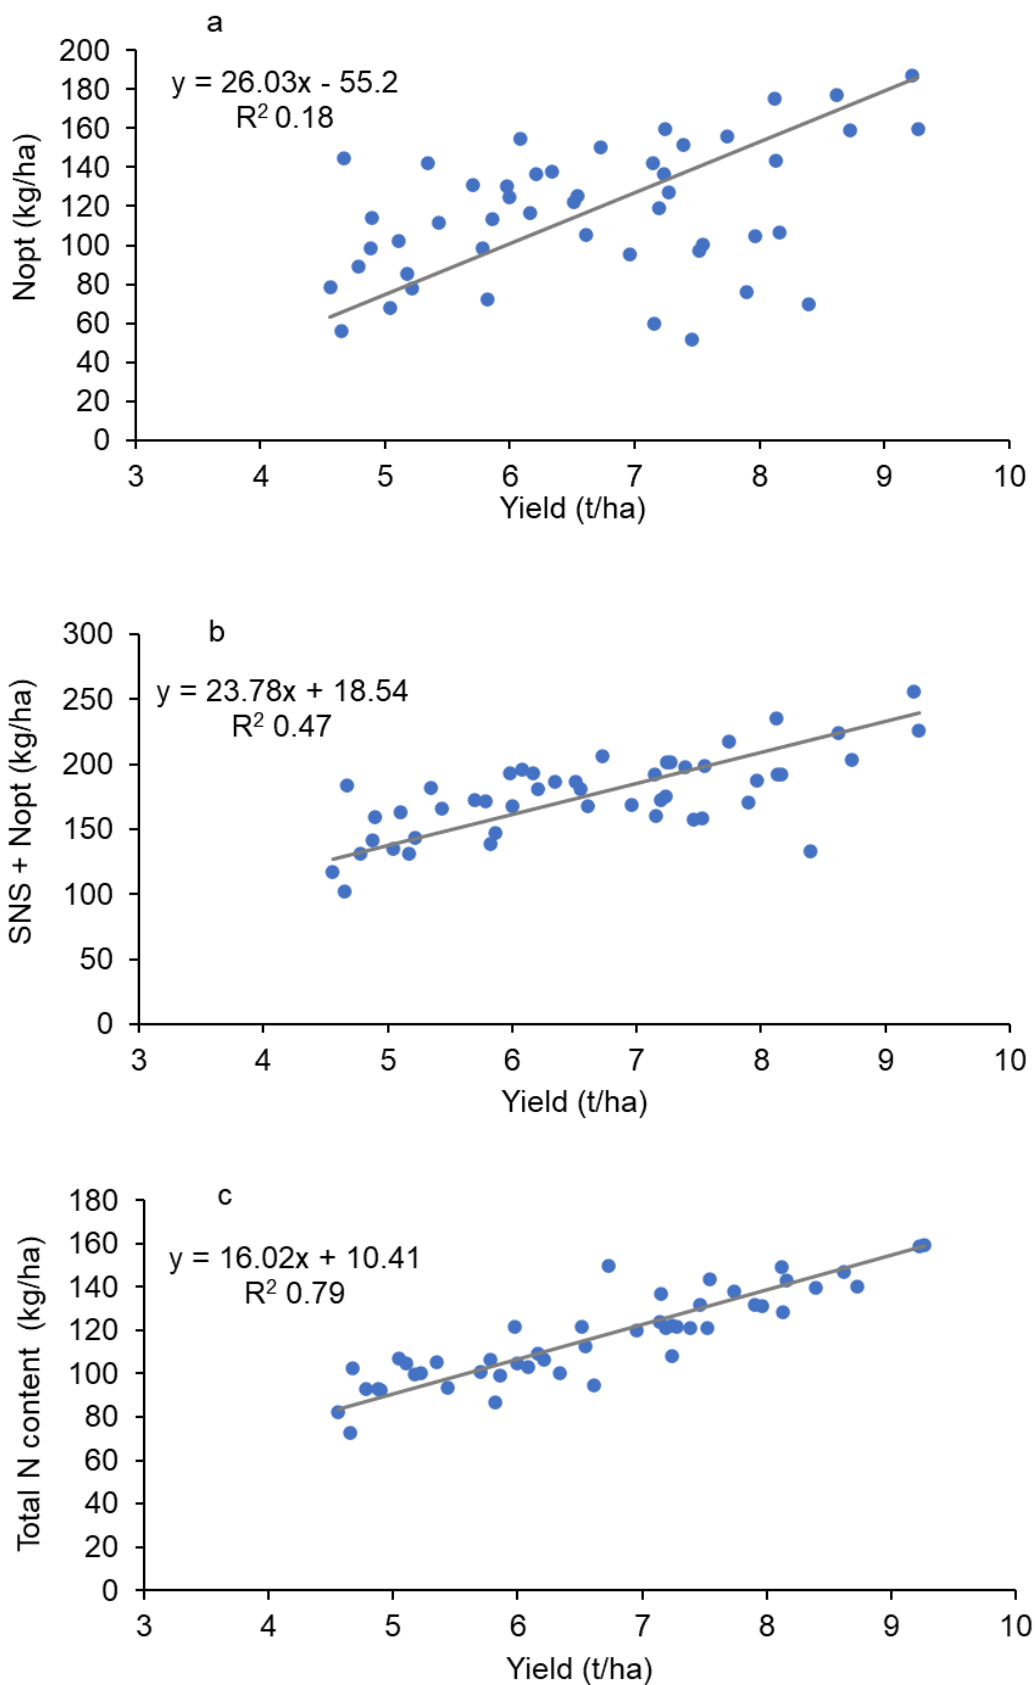 a
y = 26.03x - 55.2
R² 0.18
Nopt (kg/ha)
200
180
160
140
120
100
80
60
40
20
0
3 4 5 6 7 8 9 10
Yield (t/ha)
b
y = 23.78x + 18.54
R² 0.47
SNS + Nopt (kg/ha)
300
250
200
150
100
50
0
3 4 5 6 7 8 9 10
Yield (t/ha)
c
y = 16.02x + 10.41
R² 0.79
Total N content (kg/ha)
180
160
140
120
100
80
60
40
20
0
3 4 5 6 7 8 9 10
Yield (t/ha)